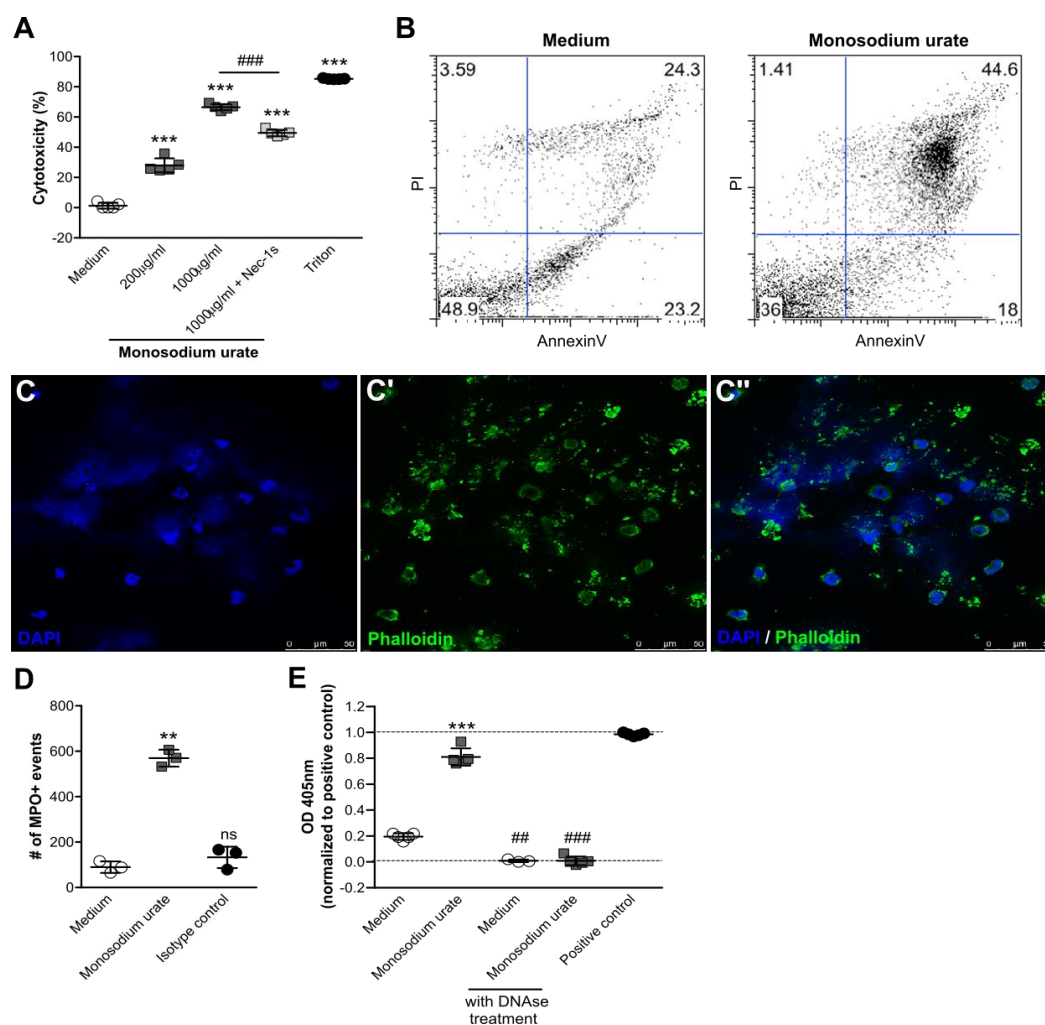 A
Cytotoxicity (%)
100
80
60
40
20
0
-20
***
***
###
***
***
Medium
200µg/ml
1000µg/ml
1000µg/ml + Nec-1s
Triton
Monosodium urate
B
Medium
3.59
24.3
48.9
23.2
PI
AnnexinV
Monosodium urate
1.41
44.6
36
18
PI
AnnexinV
C
DAPI
0 µm 50
C'
Phalloidin
0 µm 50
C"
DAPI / Phalloidin
0 µm 50
D
# of MPO+ events
800
600
400
200
0
**
ns
Medium
Monosodium urate
Isotype control
E
OD 405nm
(normalized to positive control)
1.2
1.0
0.8
0.6
0.4
0.2
0.0
-0.2
***
##
###
Medium
Monosodium urate
Medium
Monosodium urate
Positive control
with DNAse
treatment